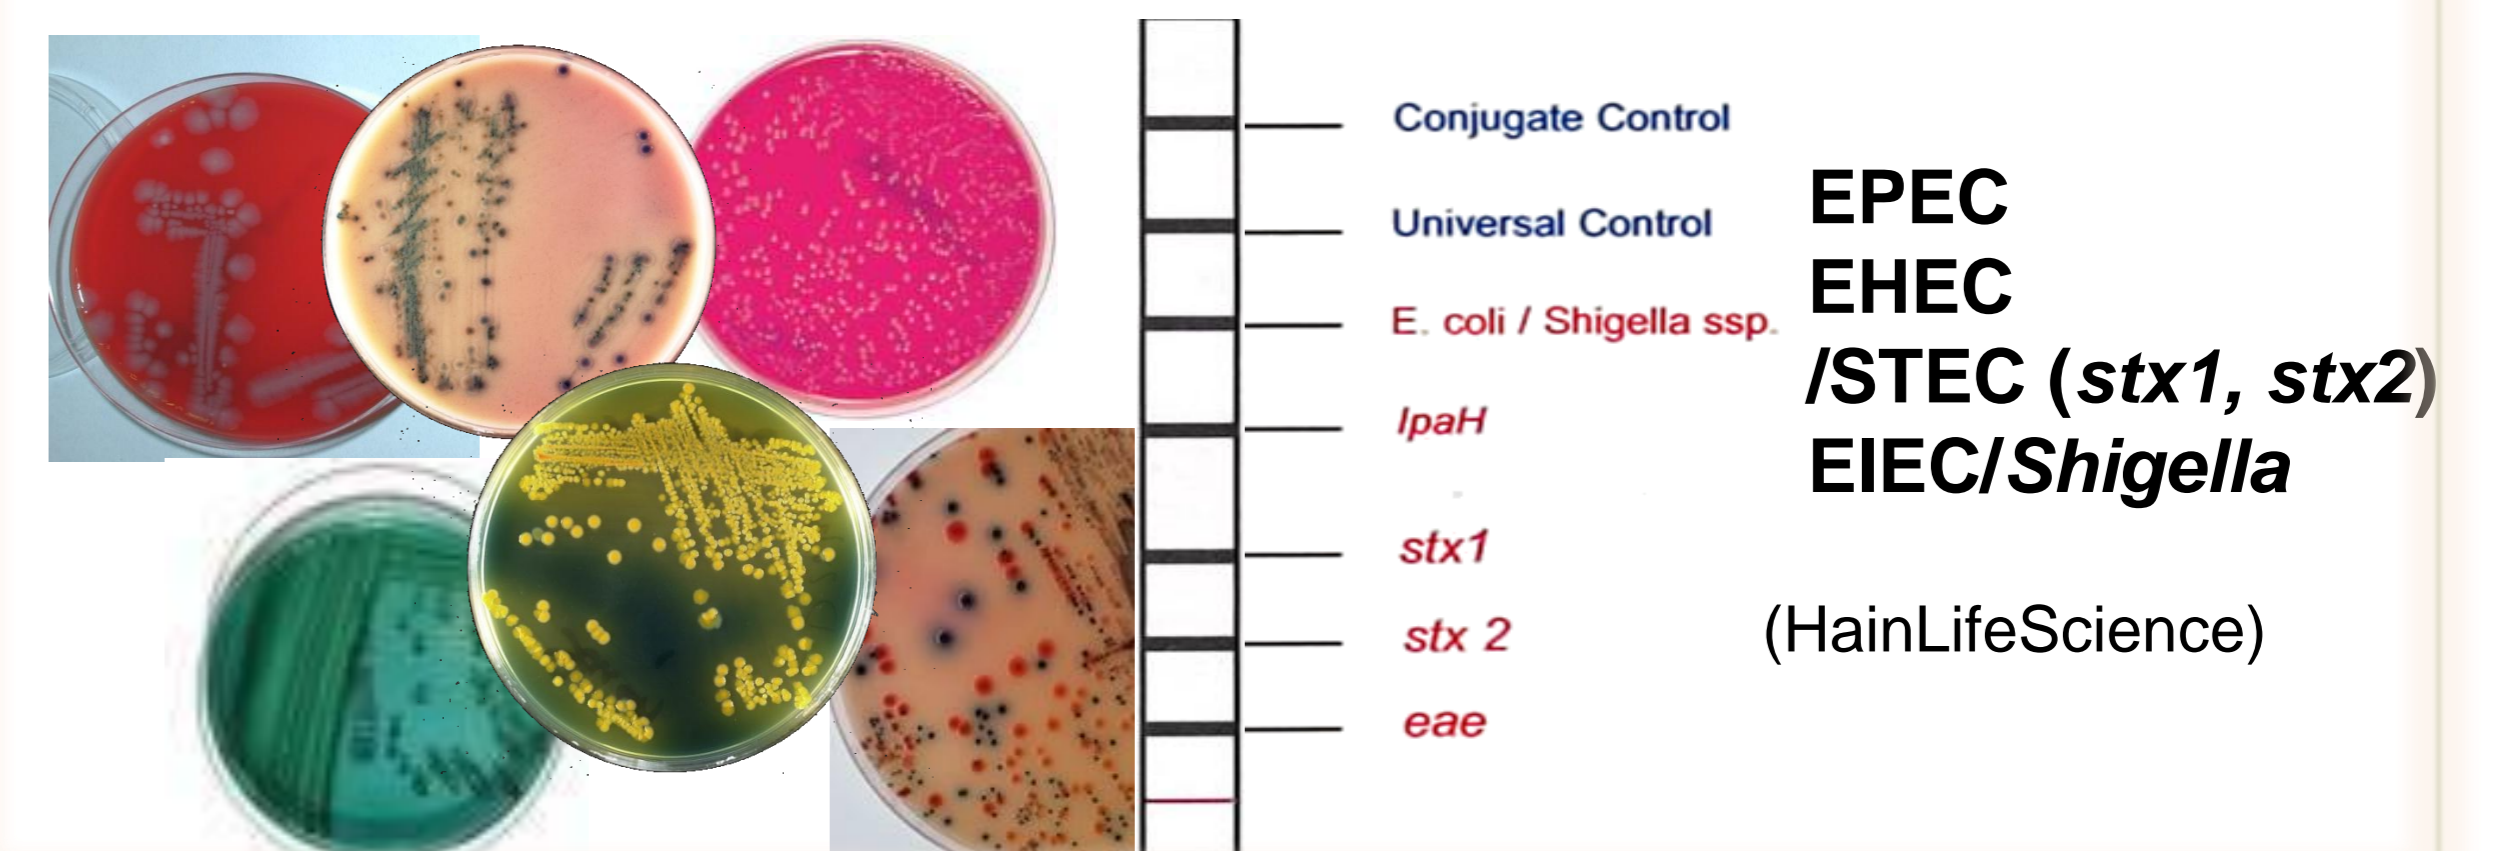 Conjugate Control
Universal Control
E. coli / Shigella ssp.
IpaH
stx1
stx 2
eae
EPEC
EHEC
/STEC (stx1, stx2)
EIEC/Shigella
(HainLifeScience)